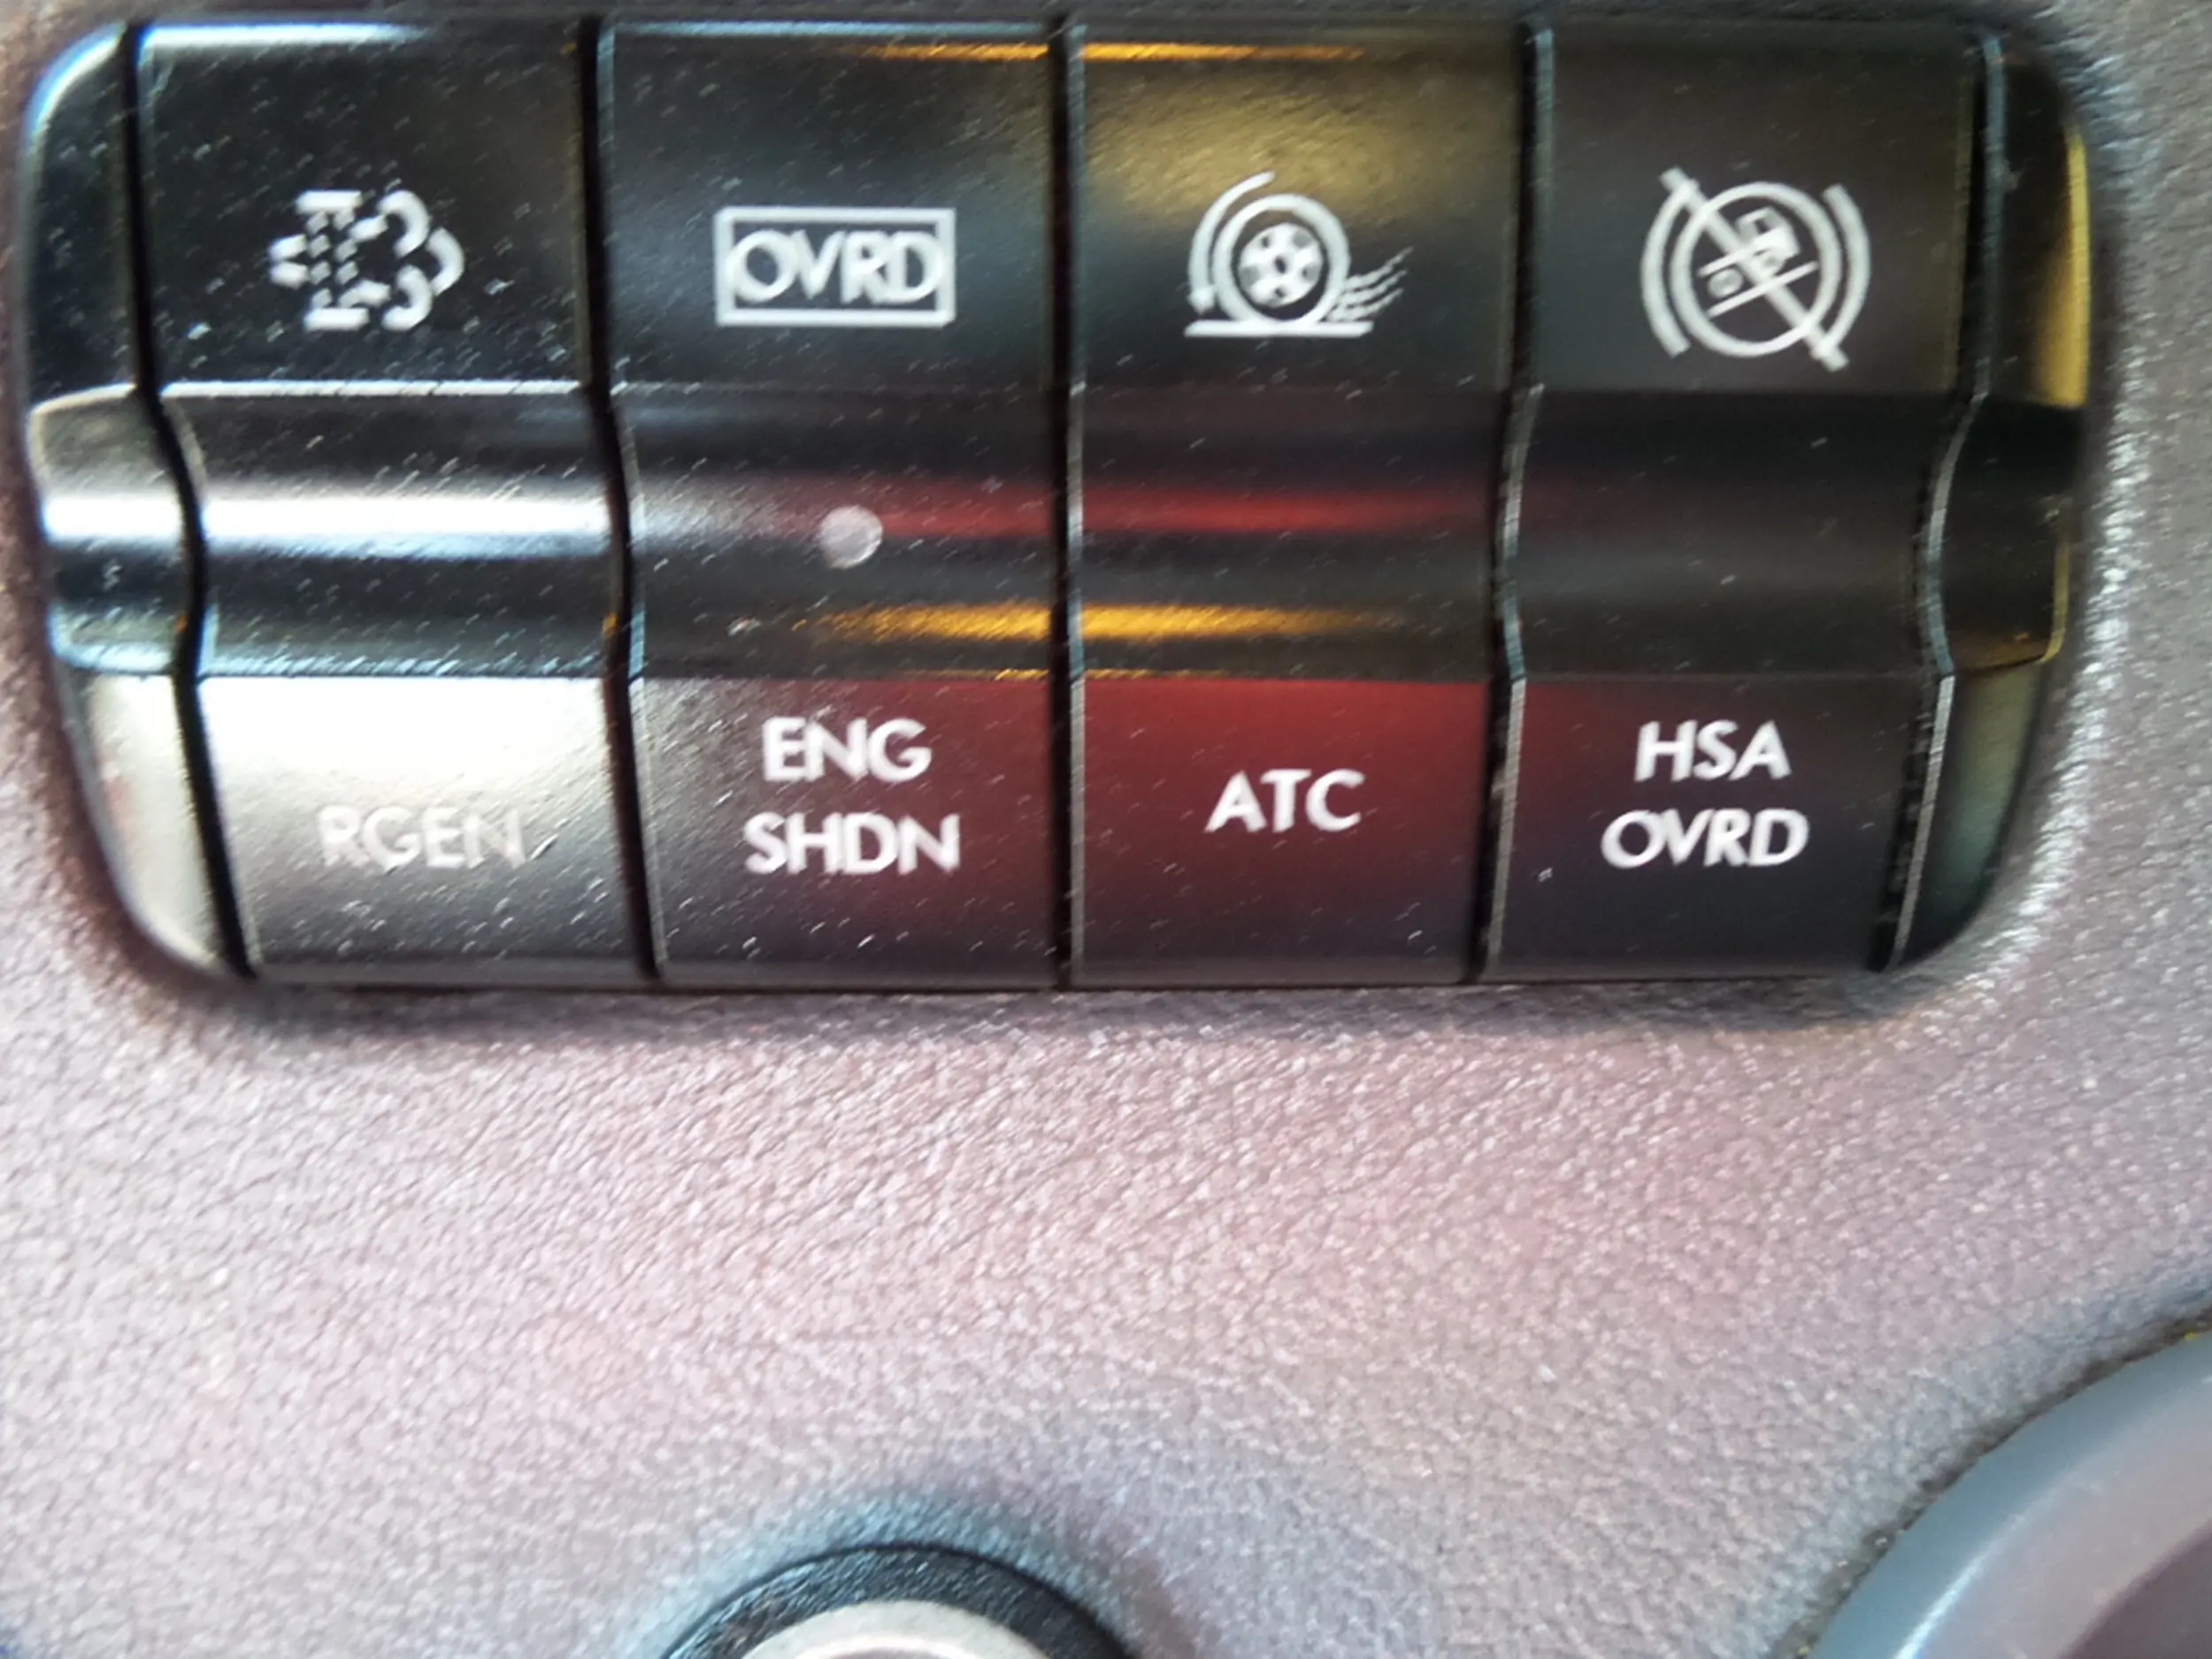 OVRD
RGEN
ENG
SHDN
ATC
HSA
OVRD